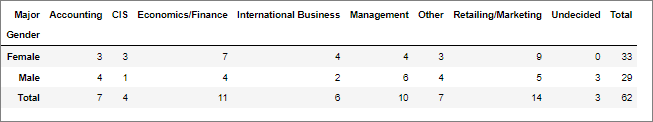 Major Accounting CIS Economics/Finance International Business Management Other Retailing/Marketing Undecided Total
Gender
Female 3 3 7 4 4 3 9 0 33
Male 4 1 4 2 6 4 5 3 29
Total 7 4 11 6 10 7 14 3 62